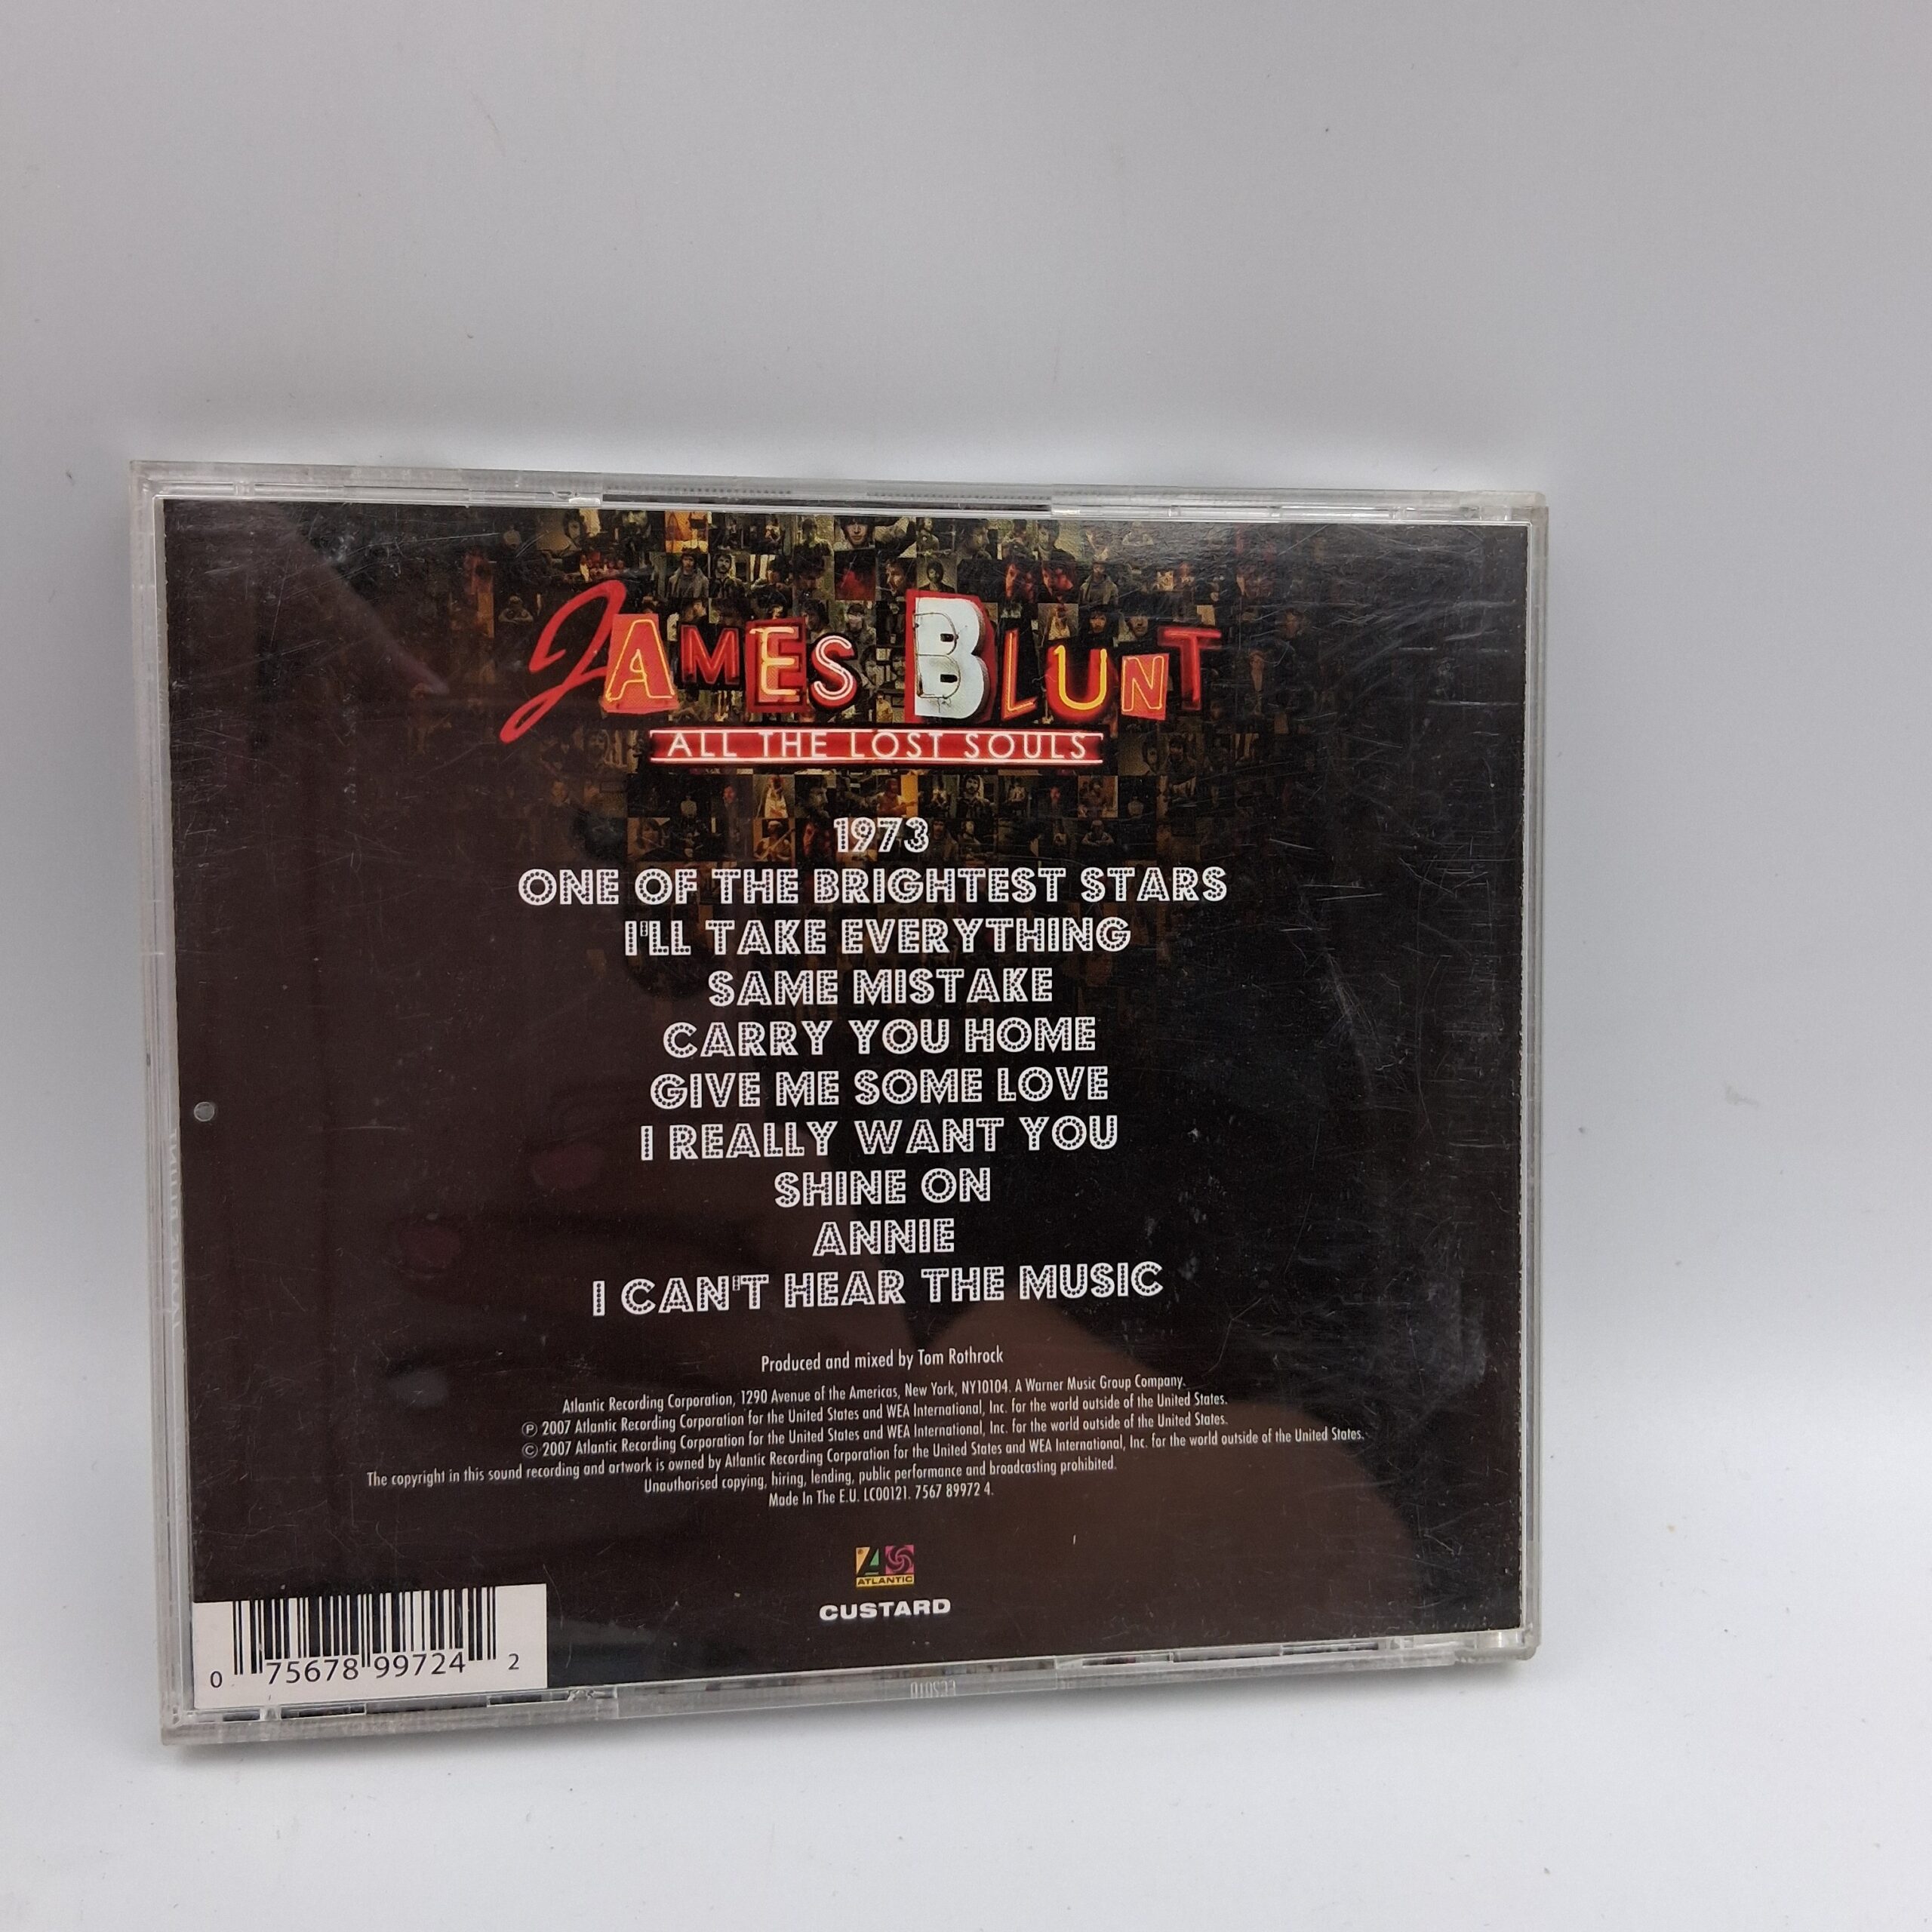 JAMES BLUNT
ALL THE LOST SOULS
1973
ONE OF THE BRIGHTEST STARS
I'LL TAKE EVERYTHING
SAME MISTAKE
CARRY YOU HOME
GIVE ME SOME LOVE
I REALLY WANT YOU
SHINE ON
ANNIE
I CAN'T HEAR THE MUSIC
Produced and mixed by Tom Rothrock
Atlantic Recording Corporation, 1290 Avenue of the Americas, New York, NY10104. A Warner Music Group Company.
℗ 2007 Atlantic Recording Corporation for the United States and WEA International, Inc. for the world outside of the United States.
© 2007 Atlantic Recording Corporation for the United States and WEA International, Inc. for the world outside of the United States.
The copyright in this sound recording and artwork is owned by Atlantic Recording Corporation for the United States and WEA International, Inc. for the world outside of the United States.
Unauthorised copying, hiring, lending, public performance and broadcasting prohibited.
Made In The E.U. LC00121. 7567 89972 4.
ATLANTIC
CUSTARD
0 75678 99724 2